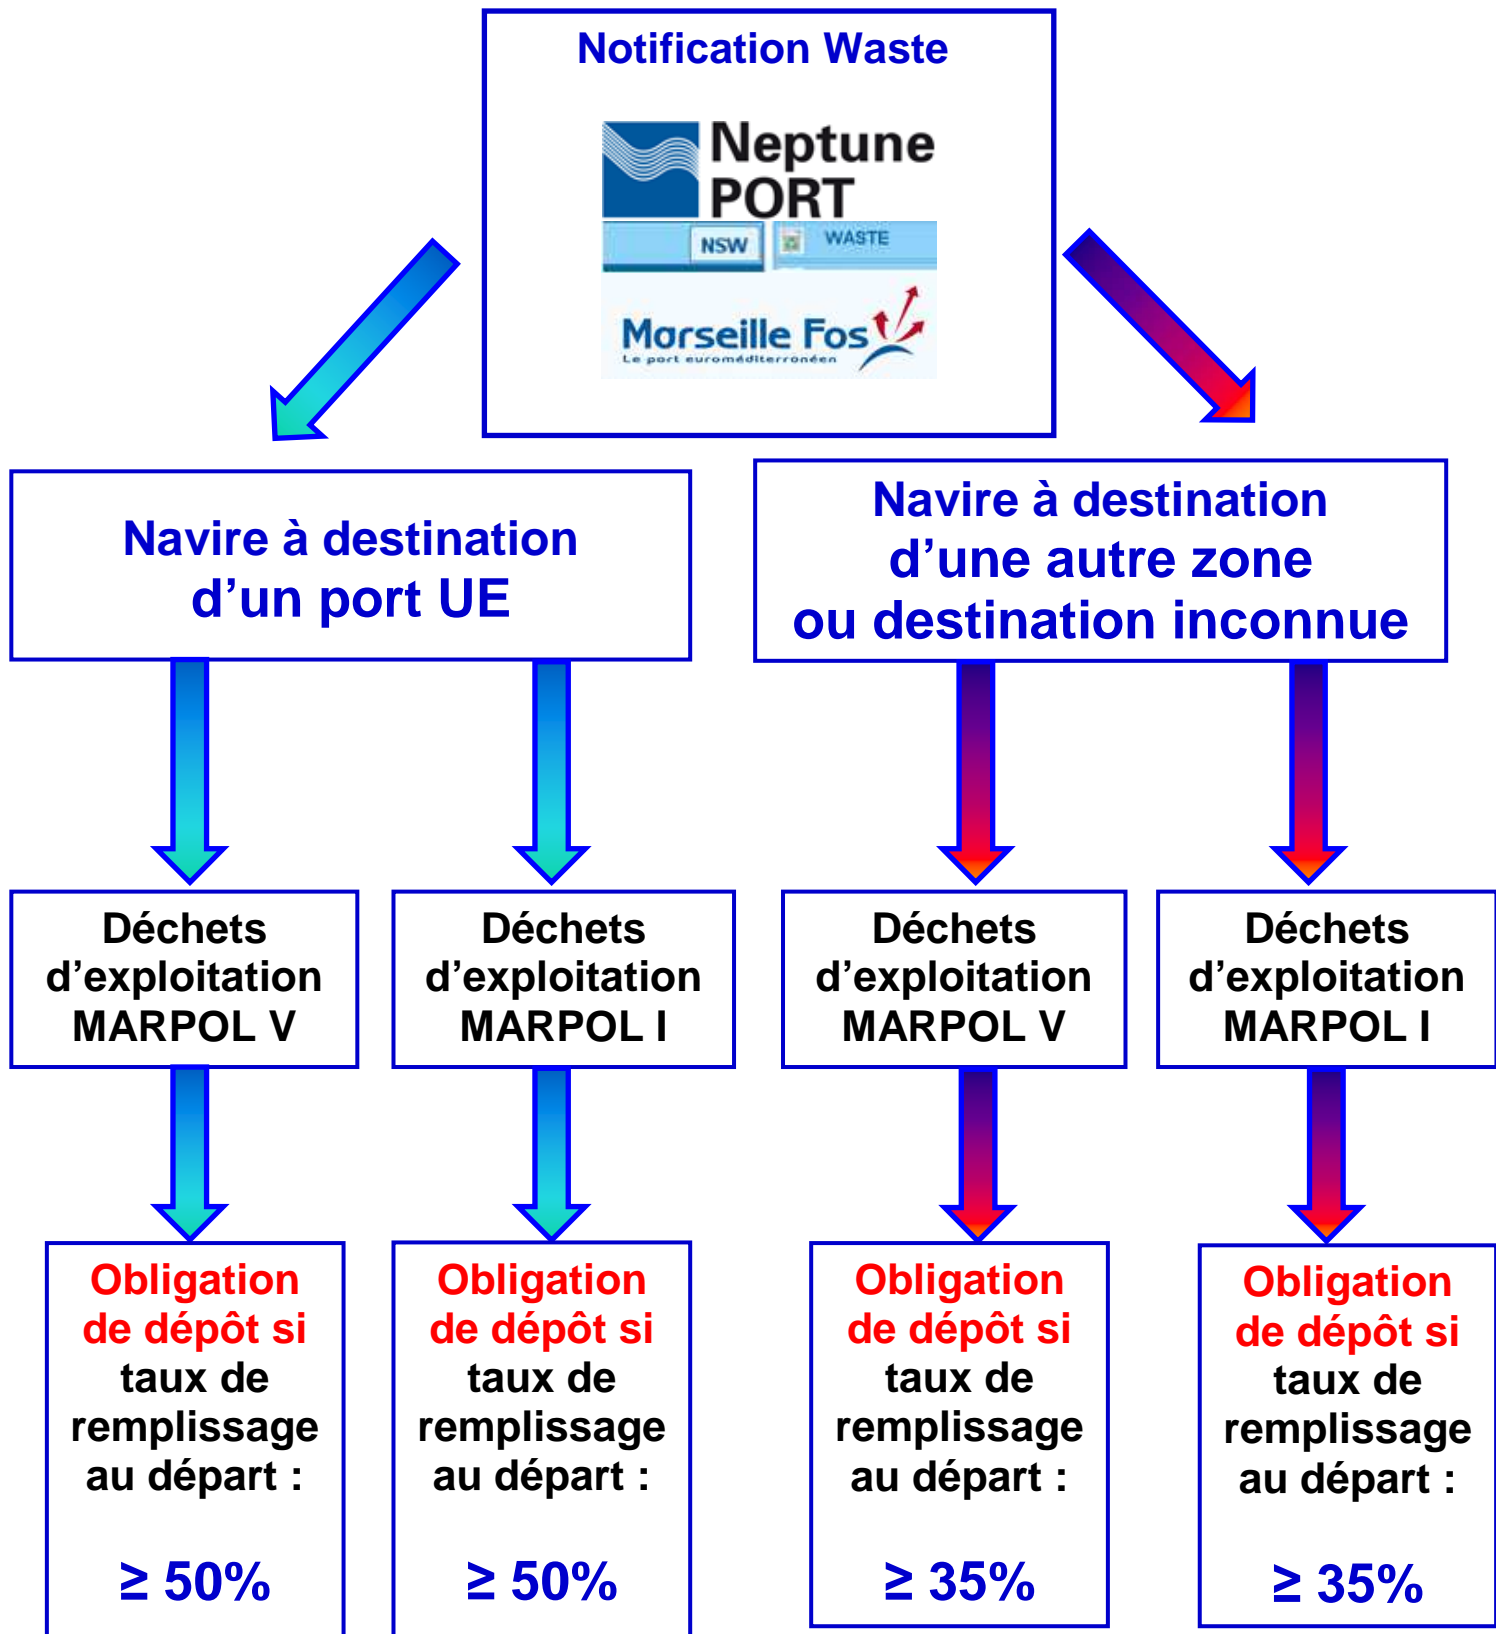 Notification Waste
Neptune
PORT
NSW
WASTE
Marseille Fos
Le port euroméditerranéen
Navire à destination
d’un port UE
Navire à destination
d’une autre zone
ou destination inconnue
Déchets
d’exploitation
MARPOL V
Déchets
d’exploitation
MARPOL I
Déchets
d’exploitation
MARPOL V
Déchets
d’exploitation
MARPOL I
Obligation
de dépôt si
taux de
remplissage
au départ :
≥ 50%
Obligation
de dépôt si
taux de
remplissage
au départ :
≥ 50%
Obligation
de dépôt si
taux de
remplissage
au départ :
≥ 35%
Obligation
de dépôt si
taux de
remplissage
au départ :
≥ 35%